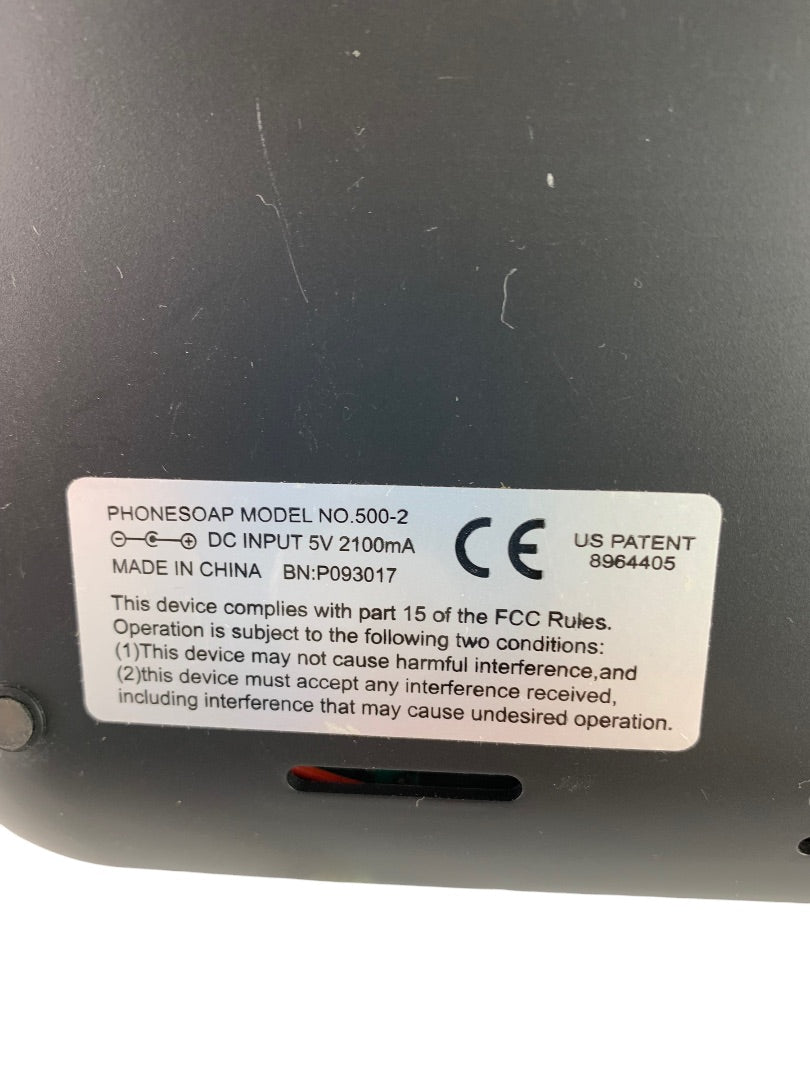 PHONESOAP MODEL NO.500-2
DC INPUT 5V 2100mA
MADE IN CHINA BN:P093017
CE
US PATENT
8964405
This device complies with part 15 of the FCC Rules.
Operation is subject to the following two conditions:
(1)This device may not cause harmful interference,and
(2)this device must accept any interference received,
including interference that may cause undesired operation.